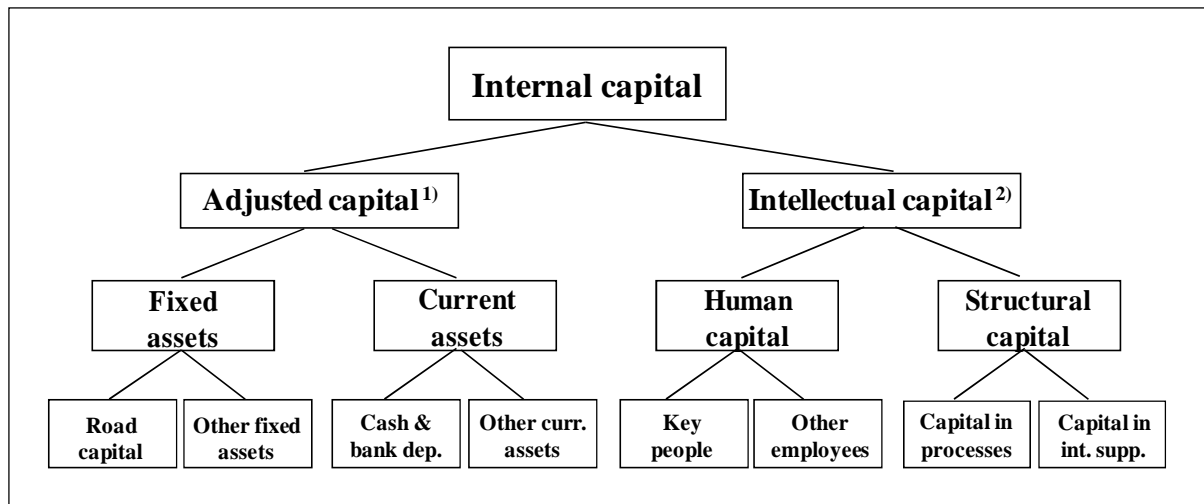 Internal capital
Adjusted capital 1)
Intellectual capital 2)
Fixed
assets
Current
assets
Human
capital
Structural
capital
Road
capital
Other fixed
assets
Cash &
bank dep.
Other curr.
assets
Key
people
Other
employees
Capital in
processes
Capital in
int. supp.